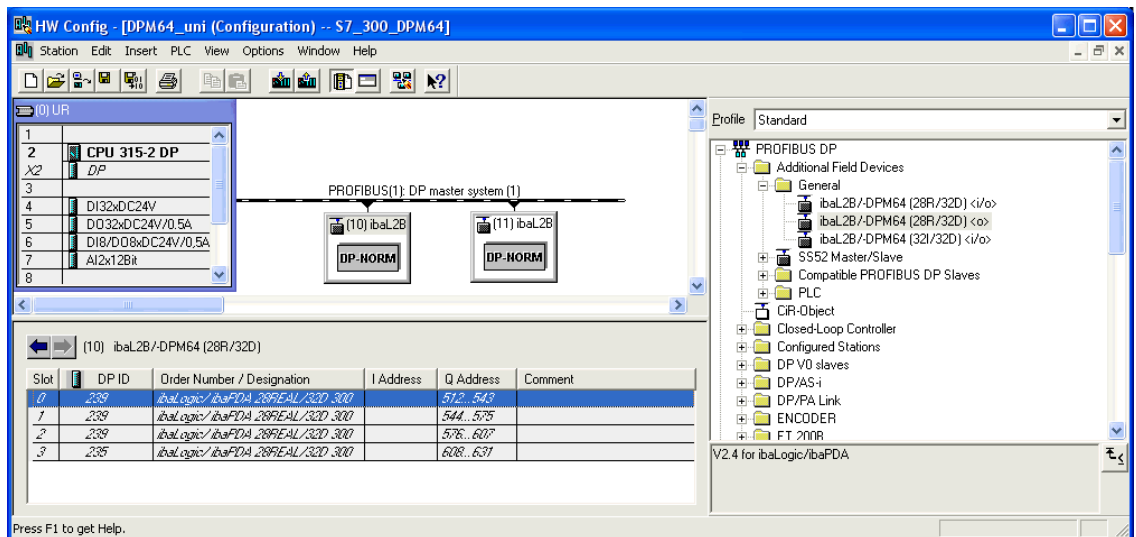 HW Config - [DPM64_uni (Configuration) -- S7_300_DPM64]
Station Edit Insert PLC View Options Window Help
(0) UR
1
2 CPU 315-2 DP
X2 DP
3
4 DI32xDC24V
5 DO32xDC24V/0.5A
6 DI8/DO8xDC24V/0,5A
7 AI2x12Bit
8
PROFIBUS(1): DP master system (1)
(10) ibaL2B
DP-NORM
(11) ibaL2B
DP-NORM
Profile Standard
PROFIBUS DP
Additional Field Devices
General
ibaL2B/-DPM64 (28R/32D) <i/o>
ibaL2B/-DPM64 (28R/32D) <o>
ibaL2B/-DPM64 (32I/32D) <i/o>
SS52 Master/Slave
Compatible PROFIBUS DP Slaves
PLC
CiR-Object
Closed-Loop Controller
Configured Stations
DP V0 slaves
DP/AS-i
DP/PA Link
ENCODER
ET 200B
V2.4 for ibaLogic/ibaPDA
(10) ibaL2B/-DPM64 (28R/32D)
Slot DP ID Order Number / Designation I Address Q Address Comment
0 239 ibaLogic/ ibaPDA 28REAL/32D 300 512...543
1 239 ibaLogic/ ibaPDA 28REAL/32D 300 544...575
2 239 ibaLogic/ ibaPDA 28REAL/32D 300 576...607
3 235 ibaLogic/ ibaPDA 28REAL/32D 300 608...631
Press F1 to get Help.